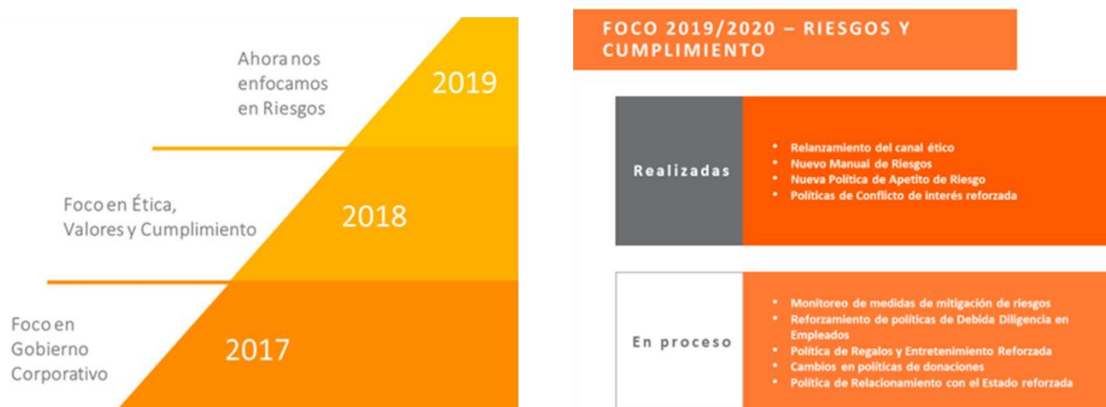 Ahora nos
enfocamos
en Riesgos
2019
Foco en Ética,
Valores y Cumplimiento
2018
Foco en
Gobierno
Corporativo
2017
FOCO 2019/2020 – RIESGOS Y
CUMPLIMIENTO
Realizadas
• Relanzamiento del canal ético
• Nuevo Manual de Riesgos
• Nueva Política de Apetito de Riesgo
• Políticas de Conflicto de interés reforzada
En proceso
• Monitoreo de medidas de mitigación de riesgos
• Reforzamiento de políticas de Debida Diligencia en
Empleados
• Política de Regalos y Entretenimiento Reforzada
• Cambios en políticas de donaciones
• Política de Relacionamiento con el Estado reforzada